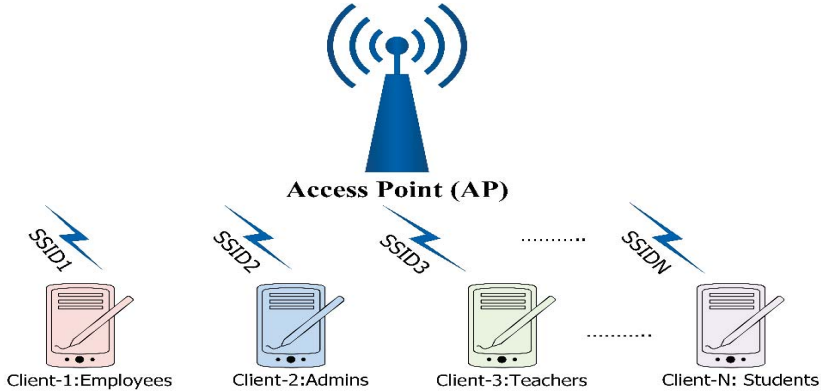 Access Point (AP)
SSID1
SSID2
SSID3
............
SSIDN
............
Client-1:Employees
Client-2:Admins
Client-3:Teachers
Client-N: Students